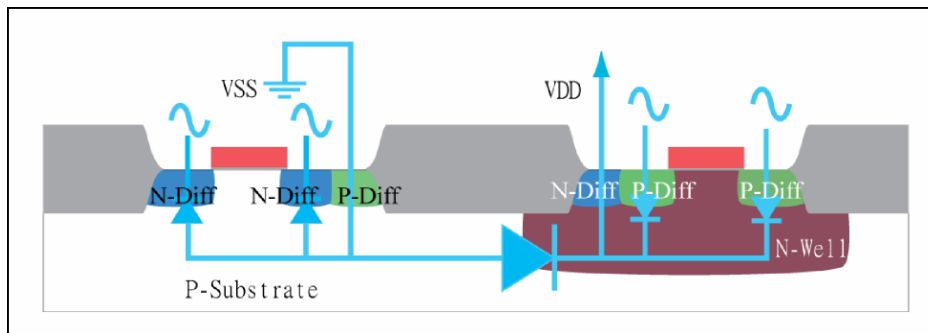 VSS
VDD
N-Diff
N-Diff
P-Diff
N-Diff
P-Diff
P-Diff
N-Well
P-Substrate